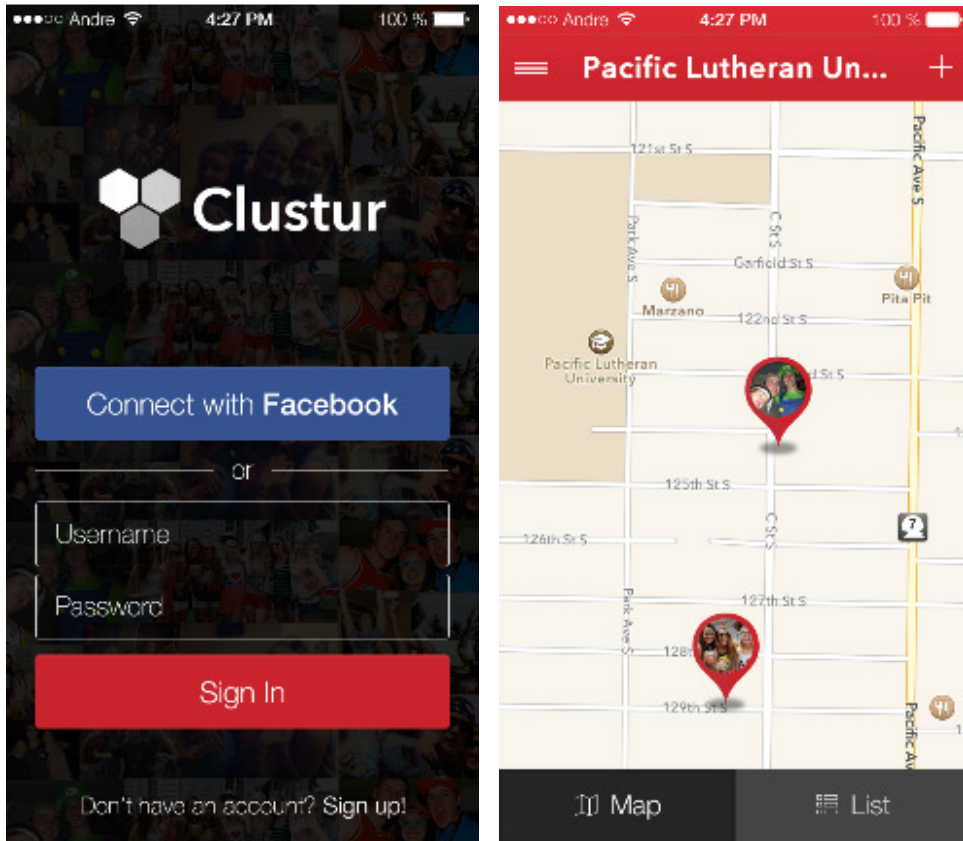 Andre 4:27 PM 100 %
Clustur
Connect with Facebook
or
Username
Password
Sign In
Don't have an account? Sign up!
Andre 4:27 PM 100 %
Pacific Lutheran Un...
121st St S
Pacific Ave S
Park Ave S
C St S
Garfield St S
Marzano
Pita Pit
122nd St S
Pacific Lutheran
University
d St S
125th St S
7
126th St S
C St S
127th St S
Park Ave S
128
129th St S
Pacific Av
Map
List